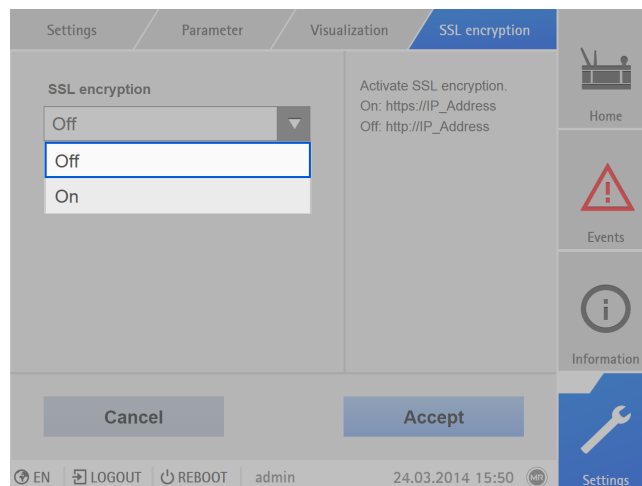 Settings Parameter Visualization SSL encryption
SSL encryption
Off
Off
On
Activate SSL encryption.
On: https://IP_Address
Off: http://IP_Address
Home
Events
Information
Settings
Cancel Accept
EN LOGOUT REBOOT admin 24.03.2014 15:50 MR